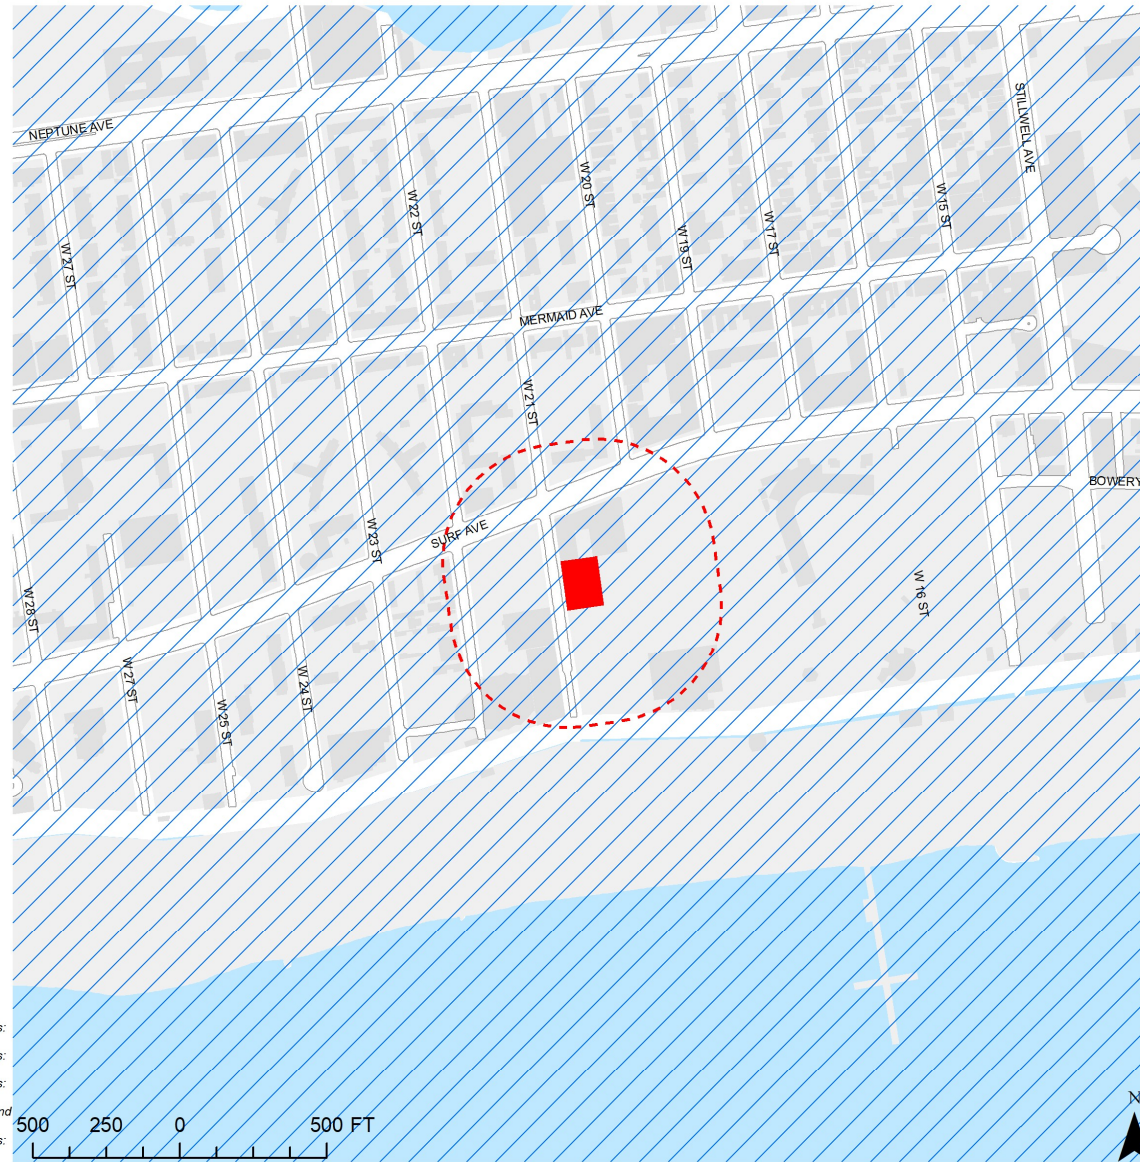 NEPTUNE AVE
STILLWELL AVE
W 20 ST
W 22 ST
W 15 ST
W 17 ST
W 19 ST
W 27 ST
MERMAID AVE
W 21 ST
BOWERY
SURF AVE
W 23 ST
W 16 ST
W 28 ST
W 27 ST
W 24 ST
W 25 ST
s:
s:
s:
nd
s:
500 250 0 500 FT
N